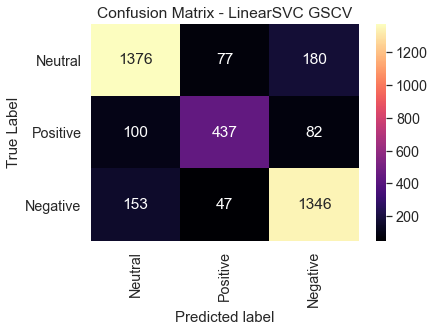 Confusion Matrix - LinearSVC GSCV
True Label
Neutral 1376 77 180
Positive 100 437 82
Negative 153 47 1346
Neutral Positive Negative
Predicted label
1200
1000
800
600
400
200